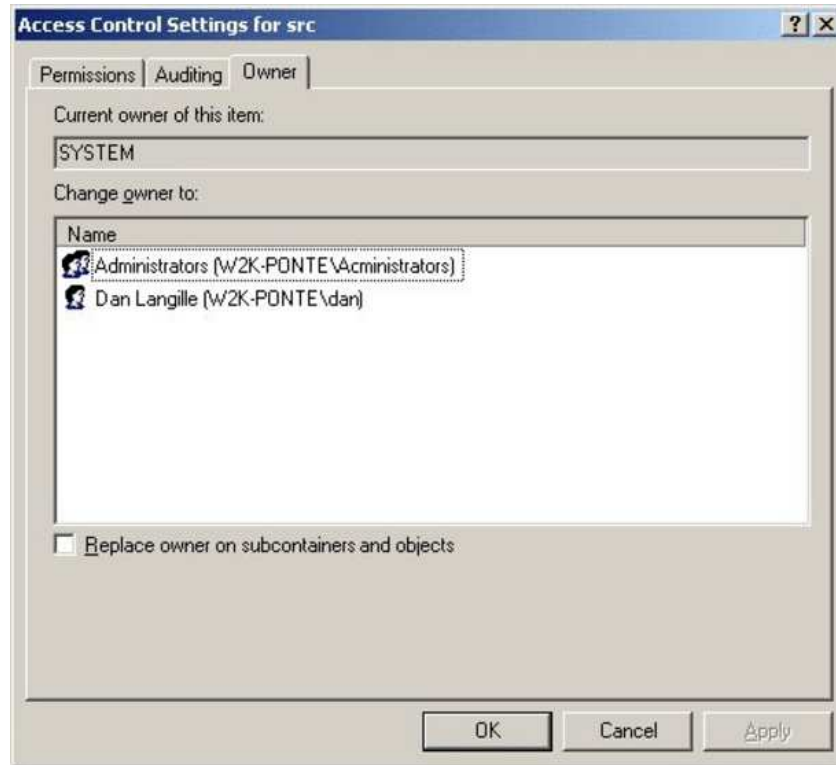 Access Control Settings for src
Permissions Auditing Owner
Current owner of this item:
SYSTEM
Change owner to:
Name
Administrators (W2K-PONTE\Acministrators)
Dan Langille (W2K-PONTE\dan)
Replace owner on subcontainers and objects
OK Cancel Apply